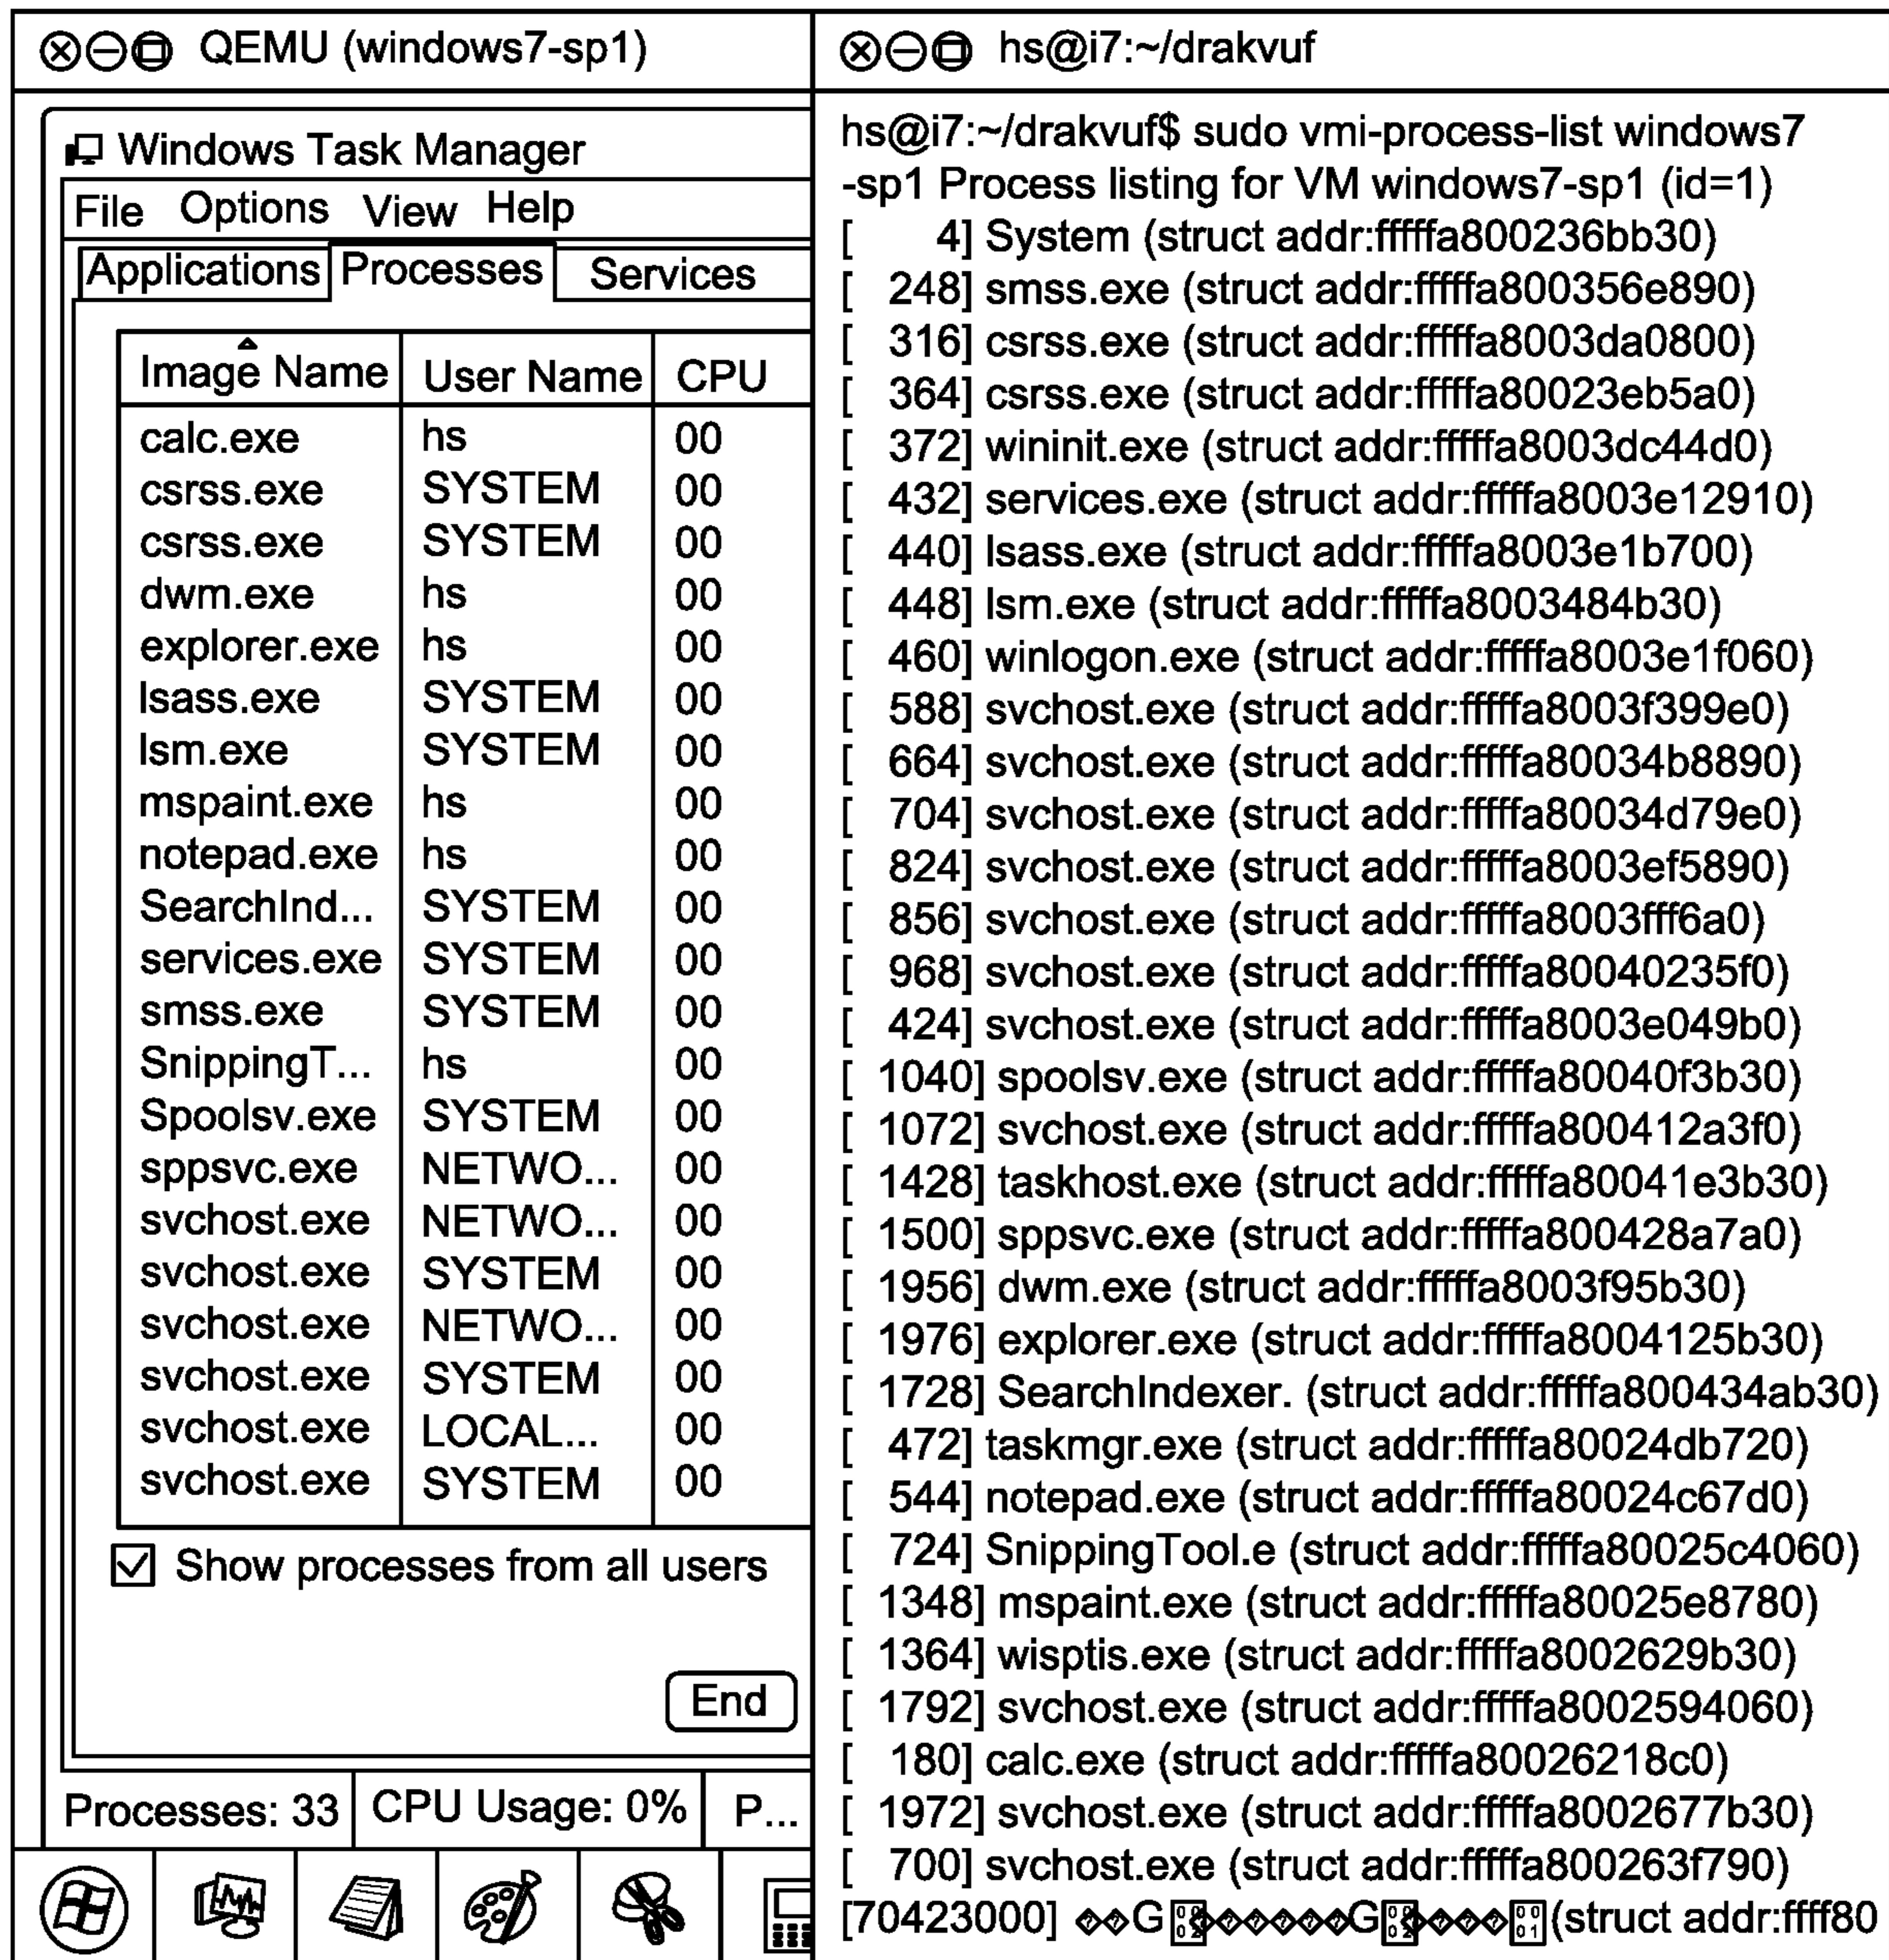 QEMU (windows7-sp1)
Windows Task Manager
File Options View Help
Applications Processes Services
Image Name User Name CPU
calc.exe hs 00
csrss.exe SYSTEM 00
csrss.exe SYSTEM 00
dwm.exe hs 00
explorer.exe hs 00
lsass.exe SYSTEM 00
lsm.exe SYSTEM 00
mspaint.exe hs 00
notepad.exe hs 00
SearchInd... SYSTEM 00
services.exe SYSTEM 00
smss.exe SYSTEM 00
SnippingT... hs 00
Spoolsv.exe SYSTEM 00
sppsvc.exe NETWO... 00
svchost.exe NETWO... 00
svchost.exe SYSTEM 00
svchost.exe NETWO... 00
svchost.exe SYSTEM 00
svchost.exe LOCAL... 00
svchost.exe SYSTEM 00
Show processes from all users
End
Processes: 33 CPU Usage: 0% P...
hs@i7:~/drakvuf
hs@i7:~/drakvuf$ sudo vmi-process-list windows7
-sp1 Process listing for VM windows7-sp1 (id=1)
[ 4] System (struct addr:fffffa800236bb30)
[ 248] smss.exe (struct addr:fffffa800356e890)
[ 316] csrss.exe (struct addr:fffffa8003da0800)
[ 364] csrss.exe (struct addr:fffffa80023eb5a0)
[ 372] wininit.exe (struct addr:fffffa8003dc44d0)
[ 432] services.exe (struct addr:fffffa8003e12910)
[ 440] lsass.exe (struct addr:fffffa8003e1b700)
[ 448] lsm.exe (struct addr:fffffa8003484b30)
[ 460] winlogon.exe (struct addr:fffffa8003e1f060)
[ 588] svchost.exe (struct addr:fffffa8003f399e0)
[ 664] svchost.exe (struct addr:fffffa80034b8890)
[ 704] svchost.exe (struct addr:fffffa80034d79e0)
[ 824] svchost.exe (struct addr:fffffa8003ef5890)
[ 856] svchost.exe (struct addr:fffffa8003fff6a0)
[ 968] svchost.exe (struct addr:fffffa80040235f0)
[ 424] svchost.exe (struct addr:fffffa8003e049b0)
[ 1040] spoolsv.exe (struct addr:fffffa80040f3b30)
[ 1072] svchost.exe (struct addr:fffffa800412a3f0)
[ 1428] taskhost.exe (struct addr:fffffa80041e3b30)
[ 1500] sppsvc.exe (struct addr:fffffa800428a7a0)
[ 1956] dwm.exe (struct addr:fffffa8003f95b30)
[ 1976] explorer.exe (struct addr:fffffa8004125b30)
[ 1728] SearchIndexer. (struct addr:fffffa800434ab30)
[ 472] taskmgr.exe (struct addr:fffffa80024db720)
[ 544] notepad.exe (struct addr:fffffa80024c67d0)
[ 724] SnippingTool.e (struct addr:fffffa80025c4060)
[ 1348] mspaint.exe (struct addr:fffffa80025e8780)
[ 1364] wisptis.exe (struct addr:fffffa8002629b30)
[ 1792] svchost.exe (struct addr:fffffa8002594060)
[ 180] calc.exe (struct addr:fffffa80026218c0)
[ 1972] svchost.exe (struct addr:fffffa8002677b30)
[ 700] svchost.exe (struct addr:fffffa800263f790)
[70423000] ��G������G���� (struct addr:ffff80